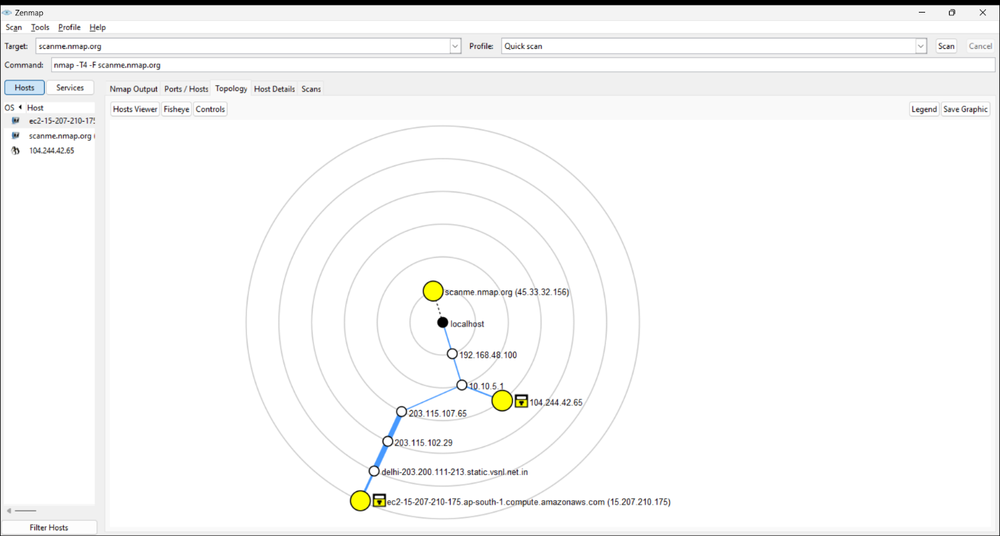 Zenmap
Scan Tools Profile Help
Target: scanme.nmap.org Profile: Quick scan Scan Cancel
Command: nmap -T4 -F scanme.nmap.org
Hosts Services Nmap Output Ports / Hosts Topology Host Details Scans
OS Host Hosts Viewer Fisheye Controls Legend Save Graphic
ec2-15-207-210-175
scanme.nmap.org (
104.244.42.65
scanme.nmap.org (45.33.32.156)
localhost
192.168.48.100
10.10.5.1
104.244.42.65
203.115.107.65
203.115.102.29
delhi-203.200.111-213.static.vsnl.net.in
ec2-15-207-210-175.ap-south-1.compute.amazonaws.com (15.207.210.175)
Filter Hosts